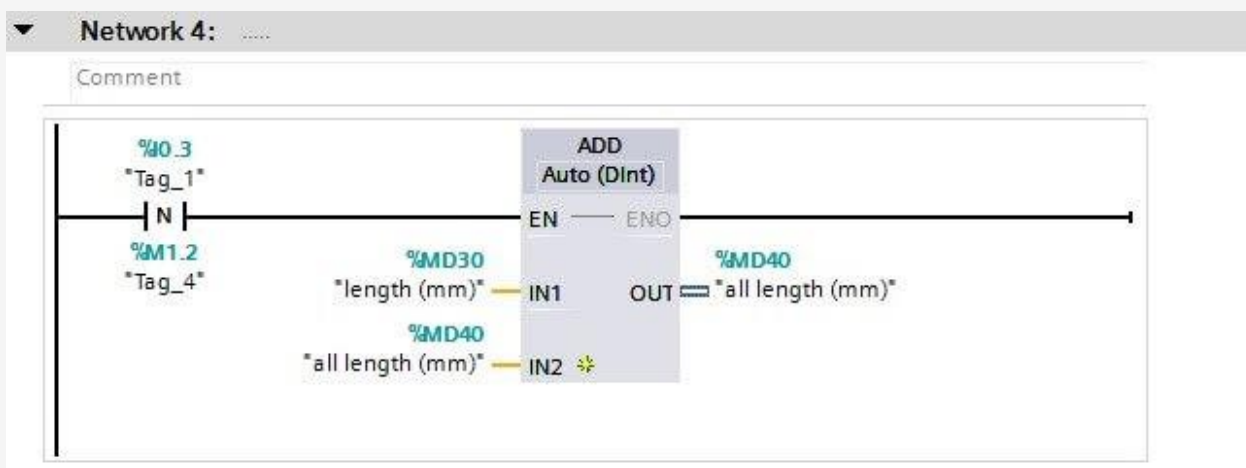 Network 4: .....
Comment
%I0.3
"Tag_1"
N
%M1.2
"Tag_4"
ADD
Auto (DInt)
EN ENO
%MD30
"length (mm)"
IN1
%MD40
"all length (mm)"
OUT
%MD40
"all length (mm)"
IN2